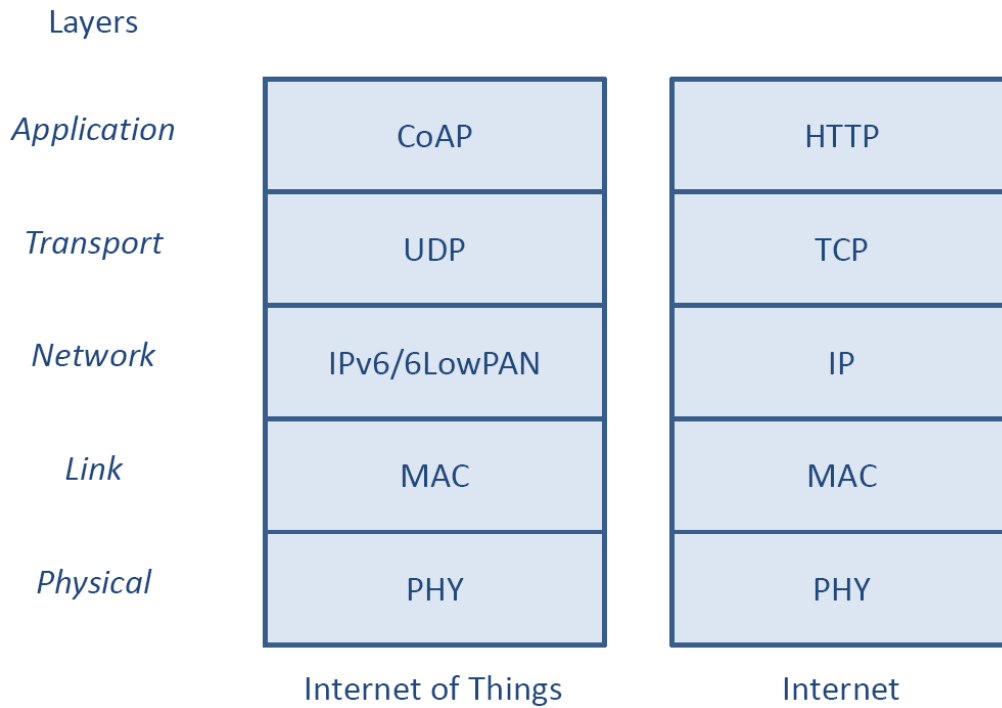 Layers
Application
CoAP
HTTP
Transport
UDP
TCP
Network
IPv6/6LowPAN
IP
Link
MAC
MAC
Physical
PHY
PHY
Internet of Things
Internet